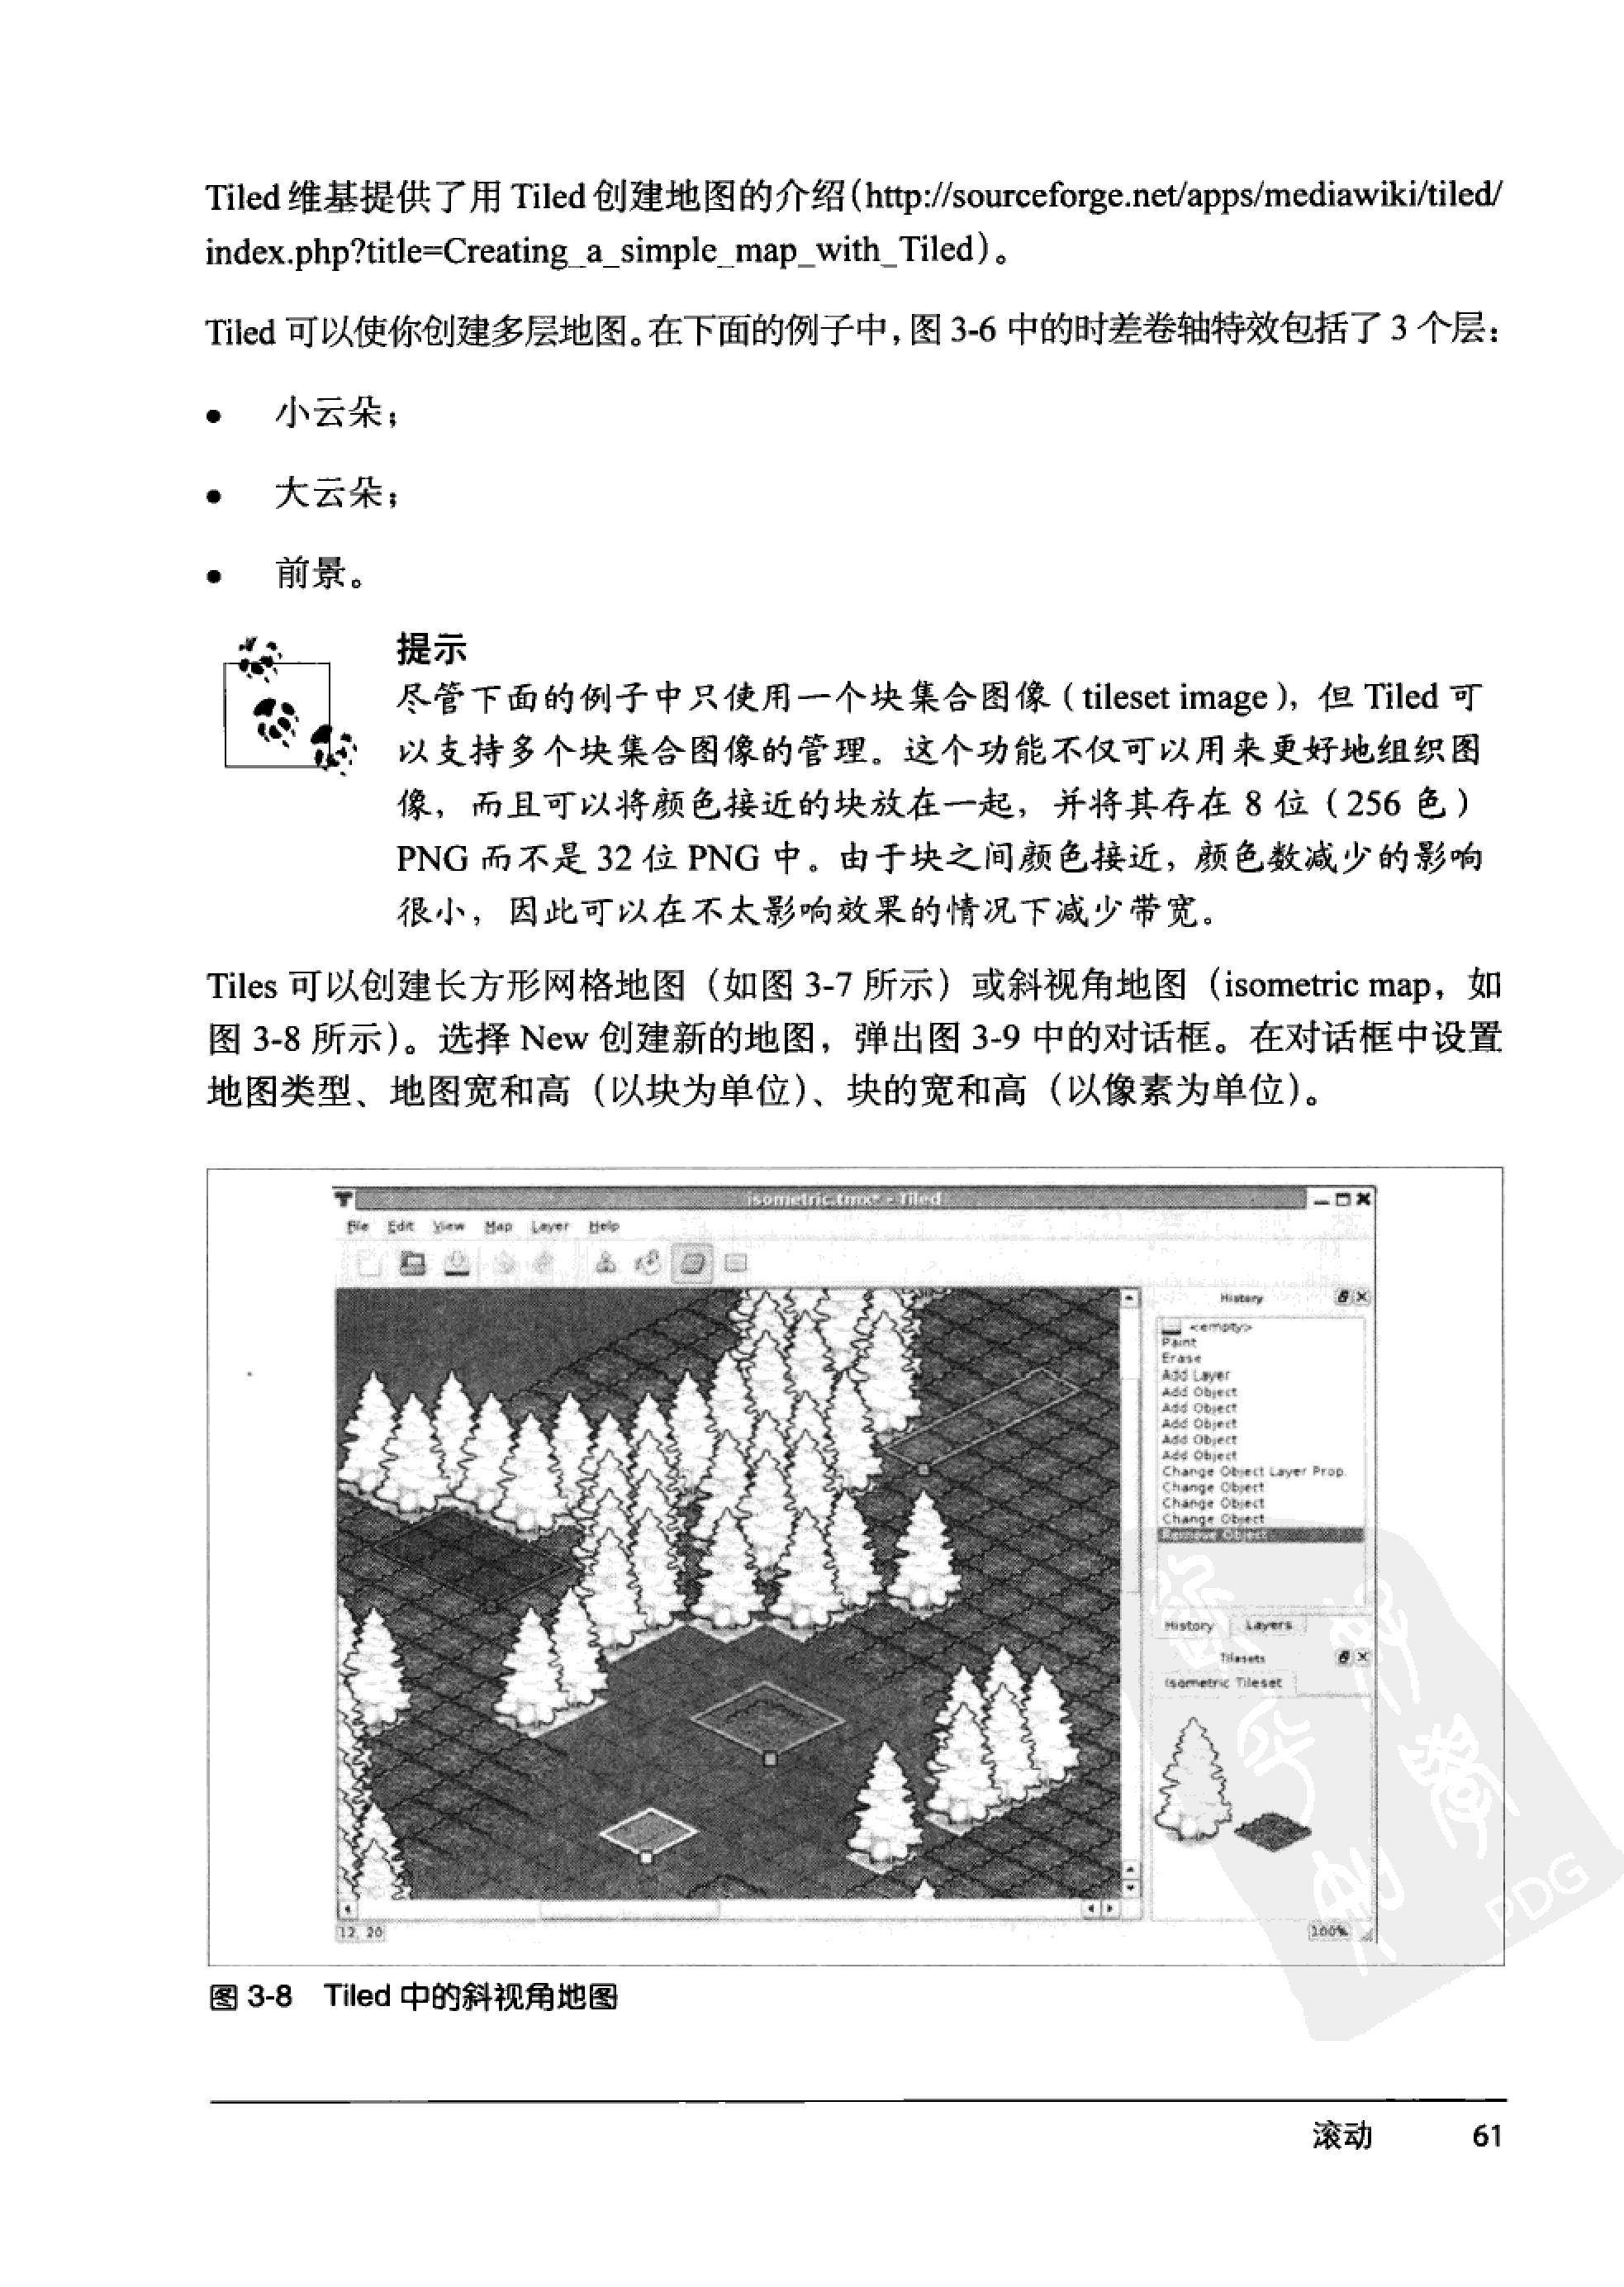 Tiled 维基提供了用 Tiled 创建地图的介绍(http://sourceforge.net/apps/mediawiki/tiled/
index.php?title=Creating_a_simple_map_with_Tiled)。
Tiled 可以使你创建多层地图。在下面的例子中,图 3-6 中的时差卷轴特效包括了 3 个层:
● 小云朵;
● 大云朵;
● 前景。
提示
尽管下面的例子中只使用一个块集合图像(tileset image),但 Tiled 可
以支持多个块集合图像的管理。这个功能不仅可以用来更好地组织图
像,而且可以将颜色接近的块放在一起,并将其存在 8 位(256 色)
PNG 而不是 32 位 PNG 中。由于块之间颜色接近,颜色数减少的影响
很小,因此可以在不太影响效果的情况下减少带宽。
Tiles 可以创建长方形网格地图(如图 3-7 所示)或斜视角地图(isometric map,如
图 3-8 所示)。选择 New 创建新的地图,弹出图 3-9 中的对话框。在对话框中设置
地图类型、地图宽和高(以块为单位)、块的宽和高(以像素为单位)。
isometric.tmx* - Tiled
File Edit View Map Layer Help
History
<empty>
Paint
Erase
Add Layer
Add Object
Add Object
Add Object
Add Object
Add Object
Change Object Layer Prop.
Change Object
Change Object
Change Object
Remove Object
History Layers
Tilesets
Isometric Tileset
12, 20
100%
PDG
图 3-8 Tiled 中的斜视角地图
滚动 61